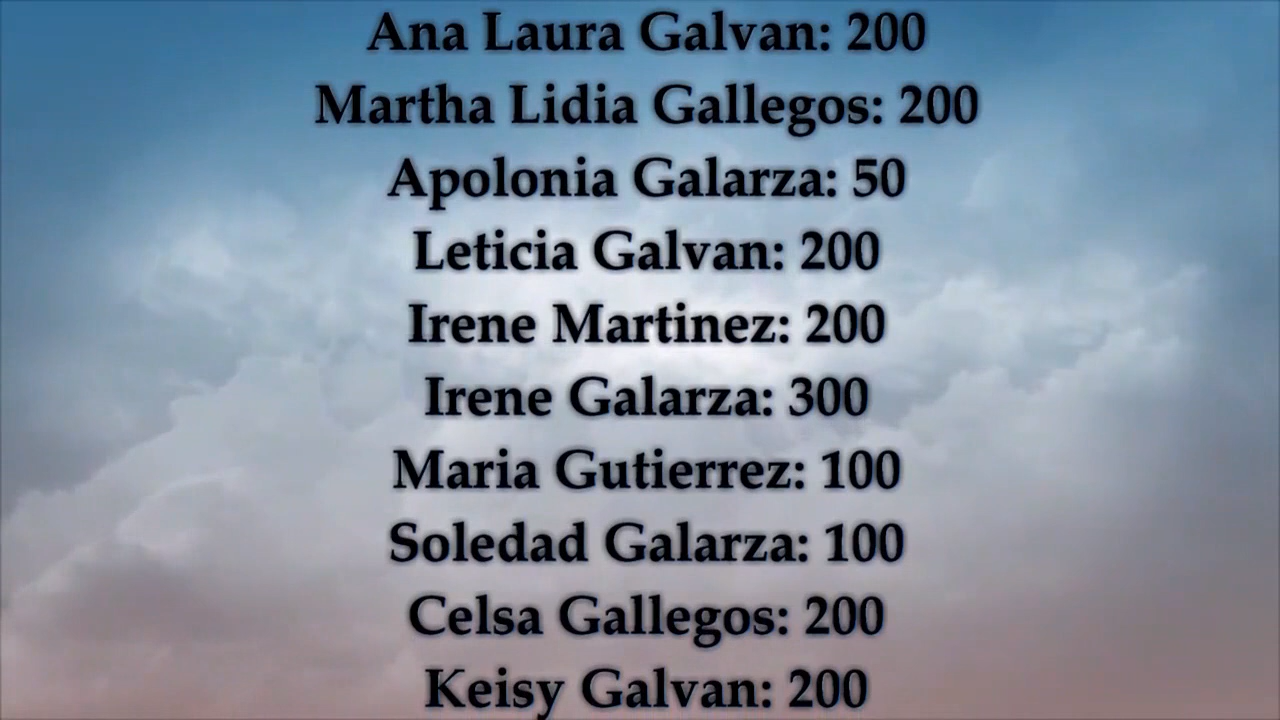 Ana Laura Galvan: 200
Martha Lidia Gallegos: 200
Apolonia Galarza: 50
Leticia Galvan: 200
Irene Martinez: 200
Irene Galarza: 300
Maria Gutierrez: 100
Soledad Galarza: 100
Celsa Gallegos: 200
Keisy Galvan: 200